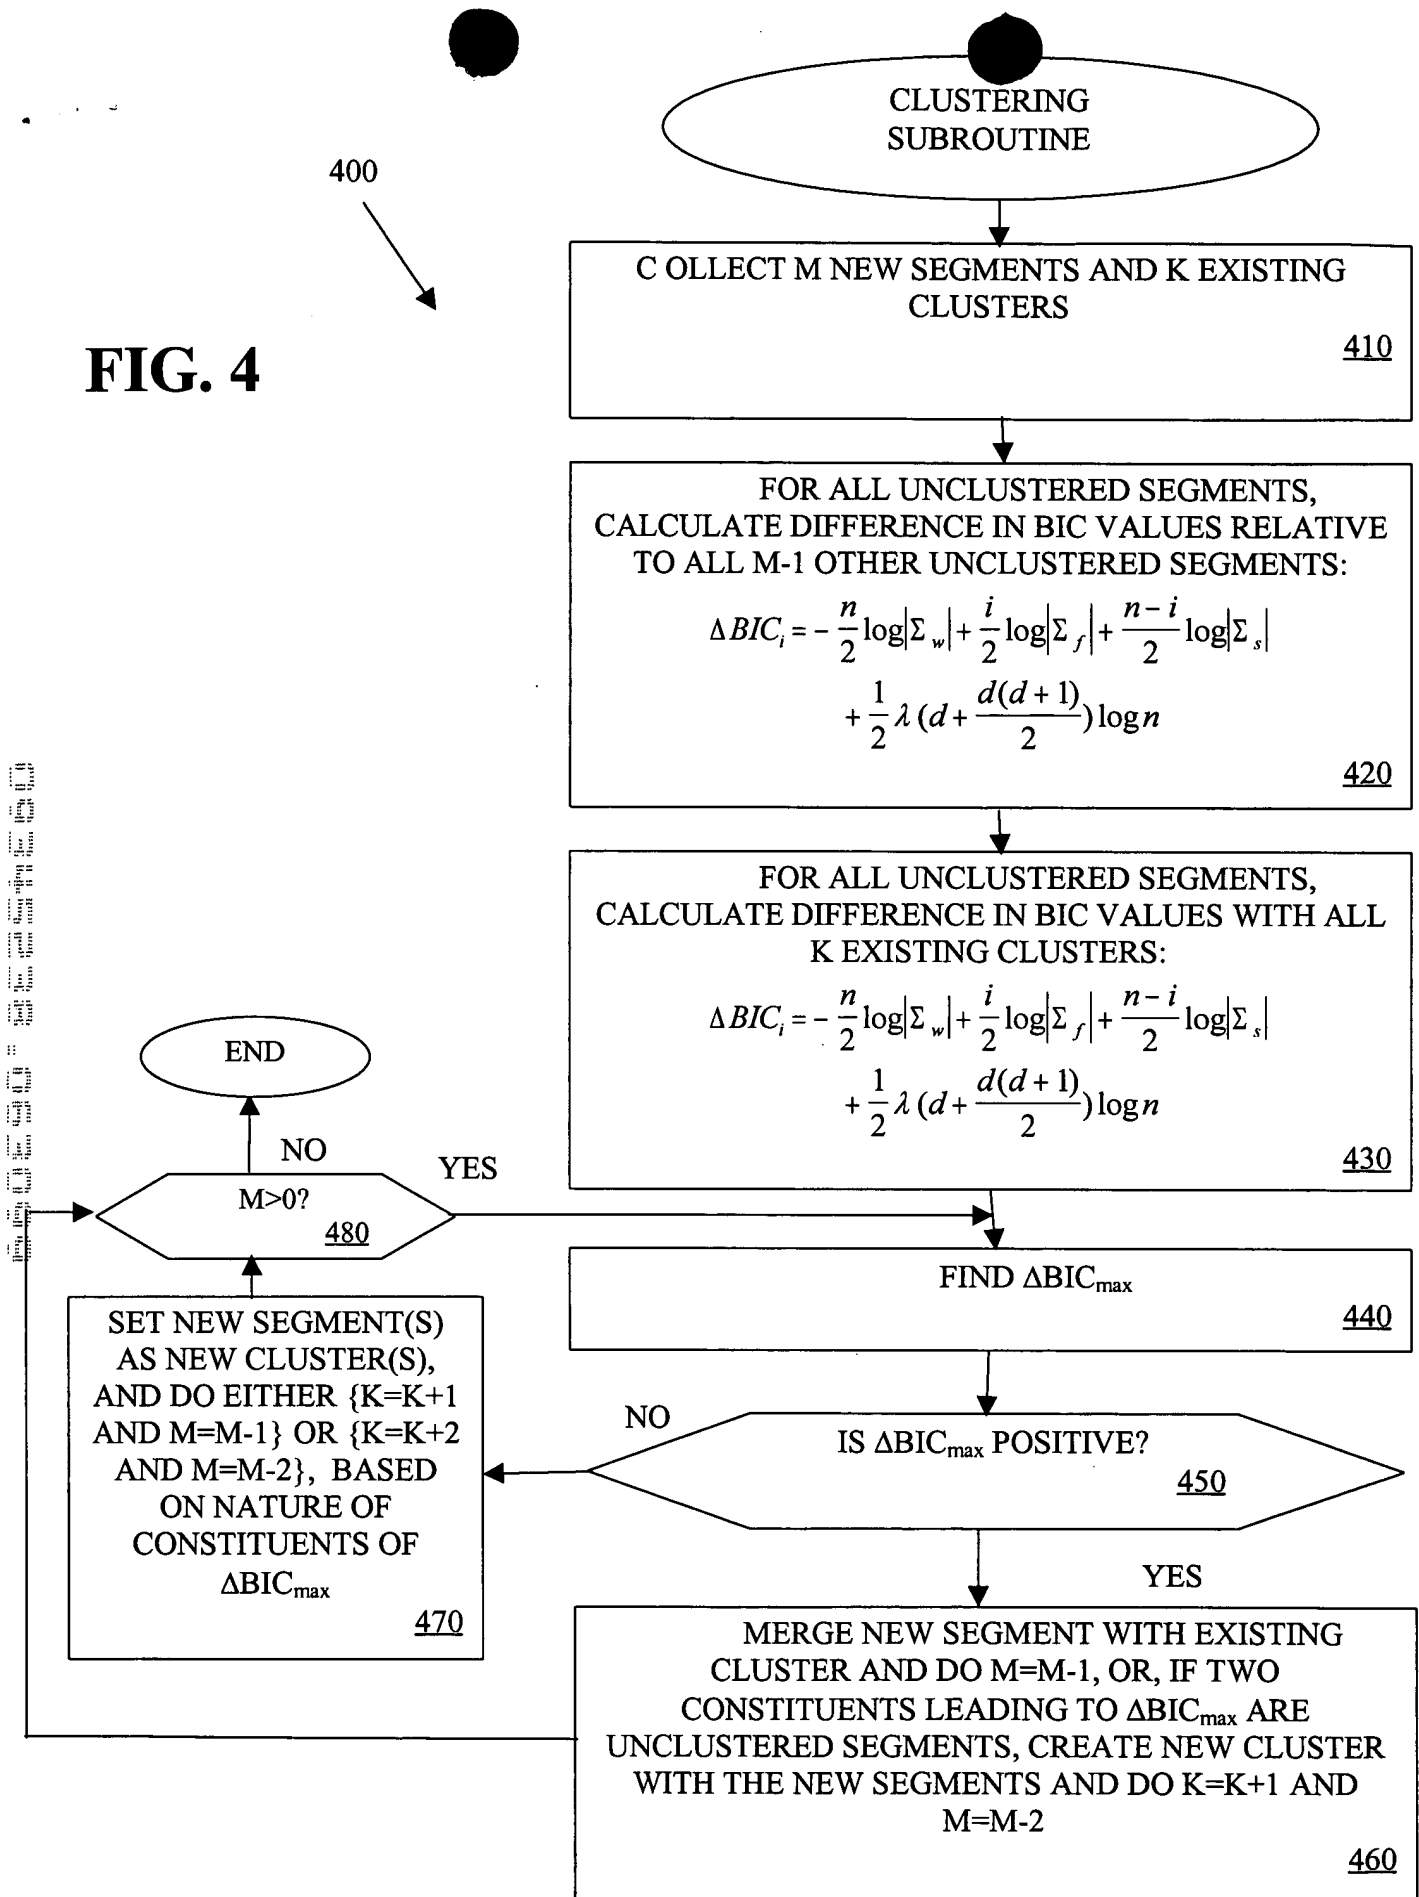 CLUSTERING
SUBROUTINE
400
C OLLECT M NEW SEGMENTS AND K EXISTING
CLUSTERS
410
FIG. 4
FOR ALL UNCLUSTERED SEGMENTS,
CALCULATE DIFFERENCE IN BIC VALUES RELATIVE
TO ALL M-1 OTHER UNCLUSTERED SEGMENTS:
ΔBIC_i = - n/2 log|Σ_w| + i/2 log|Σ_f| + n-i/2 log|Σ_s|
+ 1/2 λ (d + d(d+1)/2) log n
420
FOR ALL UNCLUSTERED SEGMENTS,
CALCULATE DIFFERENCE IN BIC VALUES WITH ALL
K EXISTING CLUSTERS:
ΔBIC_i = - n/2 log|Σ_w| + i/2 log|Σ_f| + n-i/2 log|Σ_s|
+ 1/2 λ (d + d(d+1)/2) log n
430
END
NO
YES
M>0?
480
FIND ΔBICmax
440
SET NEW SEGMENT(S)
AS NEW CLUSTER(S),
AND DO EITHER {K=K+1
AND M=M-1} OR {K=K+2
AND M=M-2}, BASED
ON NATURE OF
CONSTITUENTS OF
ΔBICmax
470
NO
IS ΔBICmax POSITIVE?
450
YES
MERGE NEW SEGMENT WITH EXISTING
CLUSTER AND DO M=M-1, OR, IF TWO
CONSTITUENTS LEADING TO ΔBICmax ARE
UNCLUSTERED SEGMENTS, CREATE NEW CLUSTER
WITH THE NEW SEGMENTS AND DO K=K+1 AND
M=M-2
460